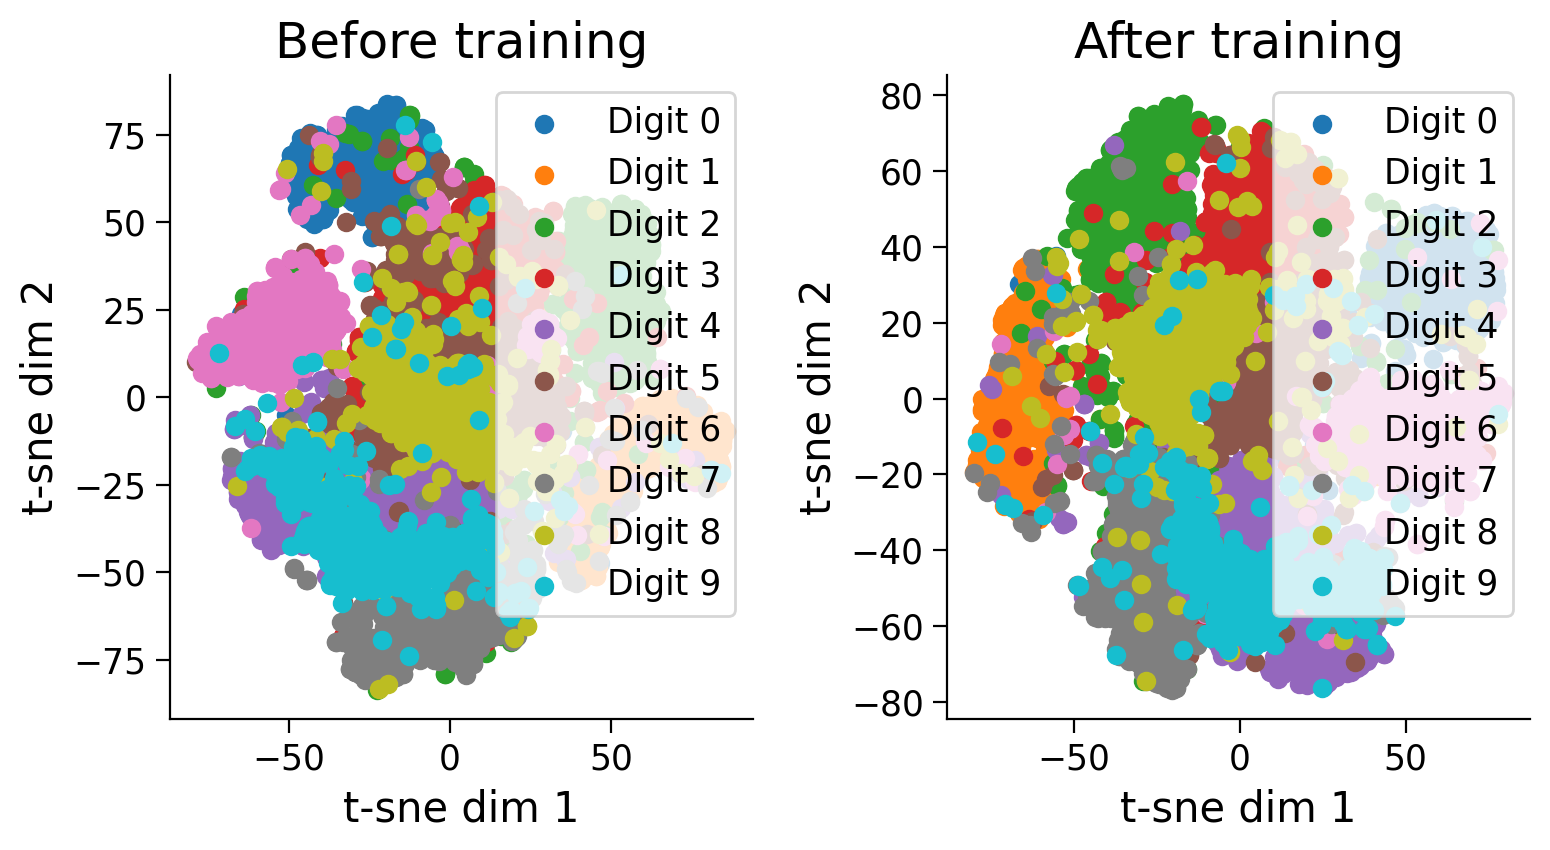 Before training
75
50
25
0
−25
−50
−75
t-sne dim 2
−50
0
50
t-sne dim 1
Digit 0
Digit 1
Digit 2
Digit 3
Digit 4
Digit 5
Digit 6
Digit 7
Digit 8
Digit 9
After training
80
60
40
20
0
−20
−40
−60
−80
t-sne dim 2
−50
0
50
t-sne dim 1
Digit 0
Digit 1
Digit 2
Digit 3
Digit 4
Digit 5
Digit 6
Digit 7
Digit 8
Digit 9